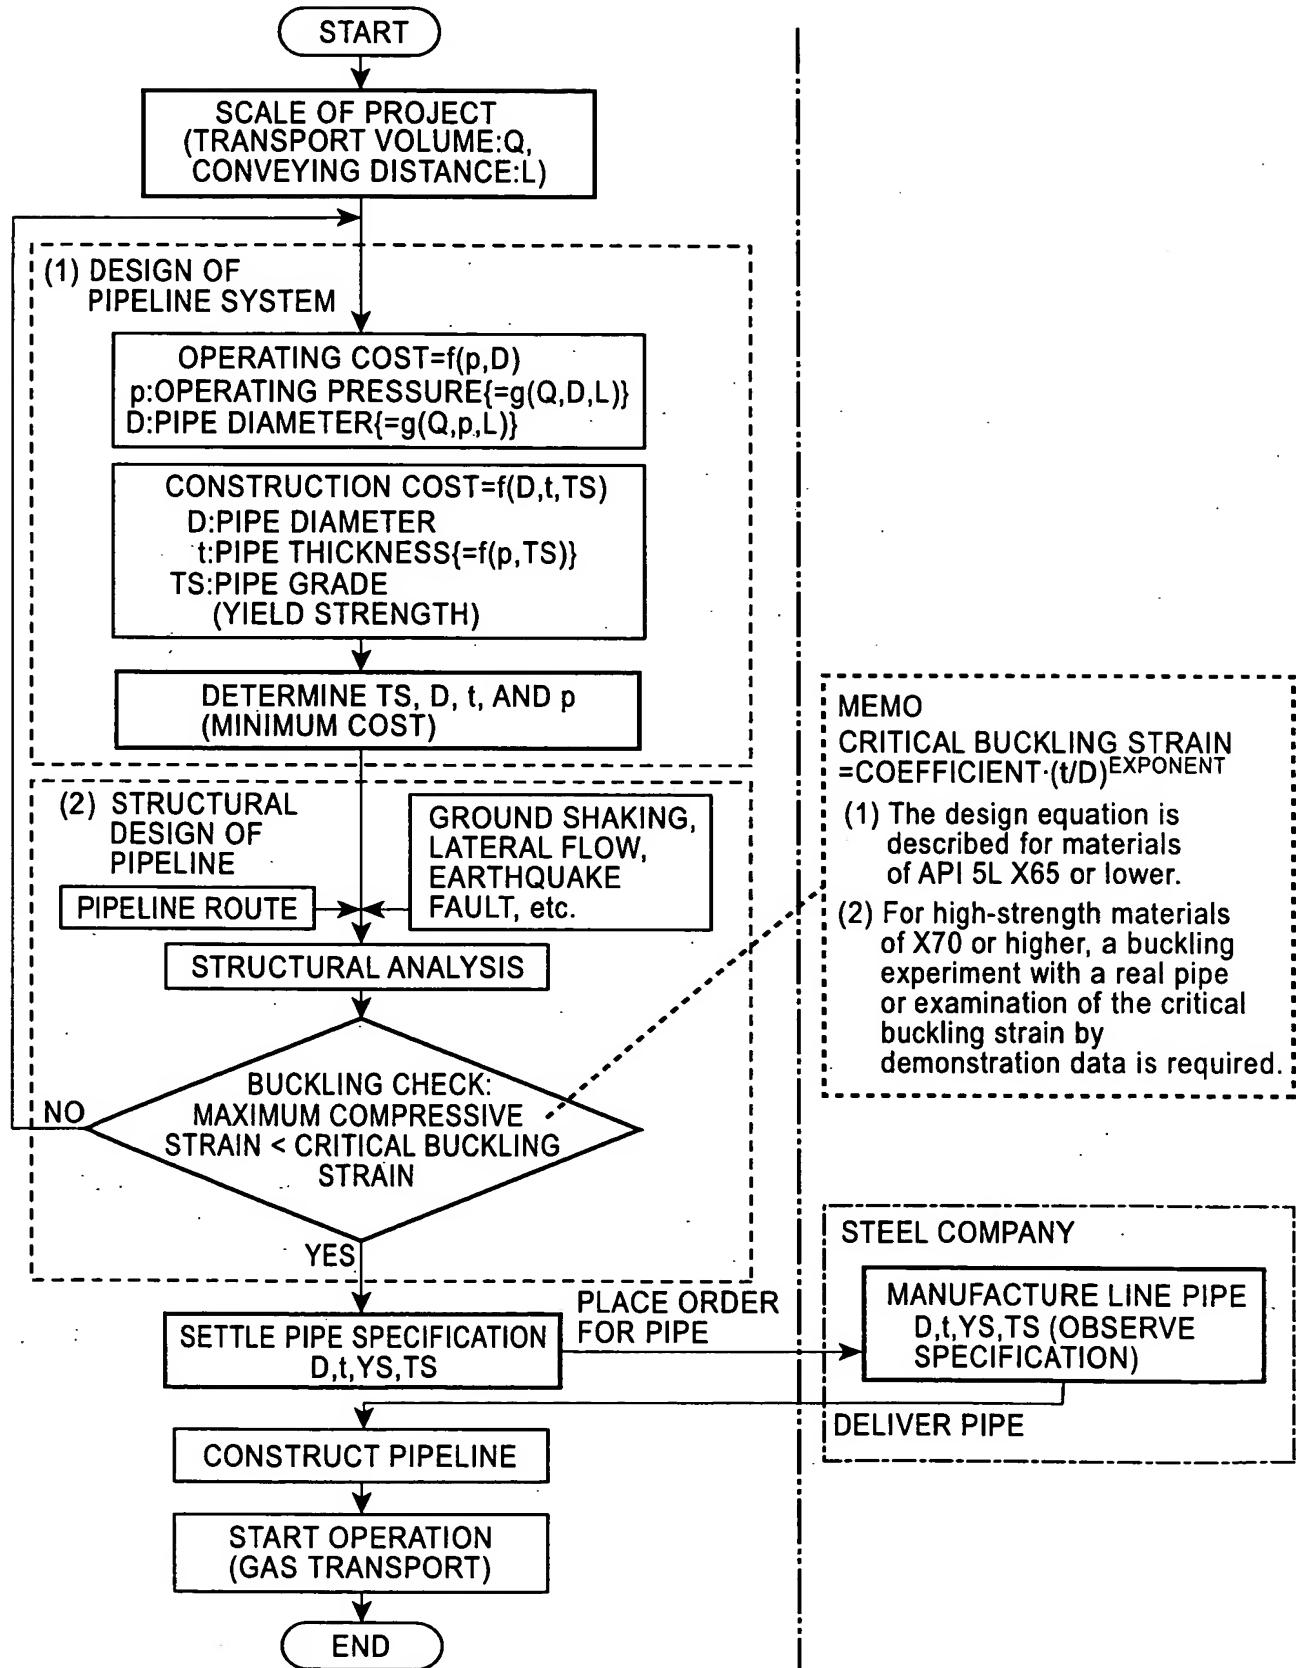 START
SCALE OF PROJECT
(TRANSPORT VOLUME:Q,
CONVEYING DISTANCE:L)
(1) DESIGN OF
PIPELINE SYSTEM
OPERATING COST=f(p,D)
p:OPERATING PRESSURE{=g(Q,D,L)}
D:PIPE DIAMETER{=g(Q,p,L)}
CONSTRUCTION COST=f(D,t,TS)
D:PIPE DIAMETER
t:PIPE THICKNESS{=f(p,TS)}
TS:PIPE GRADE
(YIELD STRENGTH)
DETERMINE TS, D, t, AND p
(MINIMUM COST)
(2) STRUCTURAL
DESIGN OF
PIPELINE
PIPELINE ROUTE
GROUND SHAKING,
LATERAL FLOW,
EARTHQUAKE
FAULT, etc.
STRUCTURAL ANALYSIS
BUCKLING CHECK:
MAXIMUM COMPRESSIVE
STRAIN < CRITICAL BUCKLING
STRAIN
NO
YES
MEMO
CRITICAL BUCKLING STRAIN
=COEFFICIENT·(t/D)^EXPONENT
(1) The design equation is
described for materials
of API 5L X65 or lower.
(2) For high-strength materials
of X70 or higher, a buckling
experiment with a real pipe
or examination of the critical
buckling strain by
demonstration data is required.
SETTLE PIPE SPECIFICATION
D,t,YS,TS
PLACE ORDER
FOR PIPE
STEEL COMPANY
MANUFACTURE LINE PIPE
D,t,YS,TS (OBSERVE
SPECIFICATION)
DELIVER PIPE
CONSTRUCT PIPELINE
START OPERATION
(GAS TRANSPORT)
END